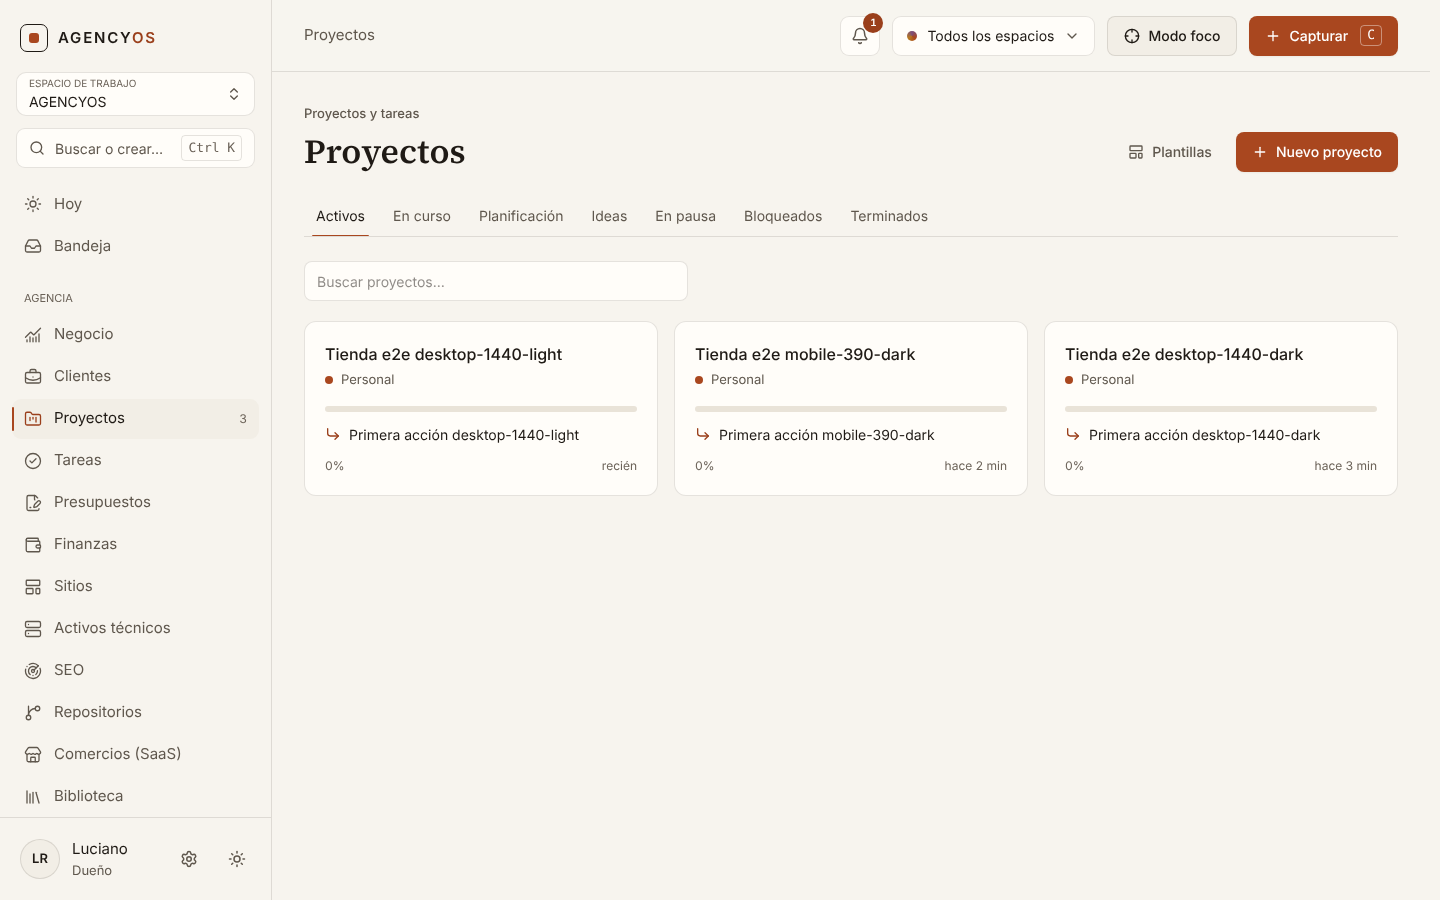 AGENCYOS
ESPACIO DE TRABAJO
AGENCYOS
Buscar o crear...
Ctrl K
Hoy
Bandeja
AGENCIA
Negocio
Clientes
Proyectos
3
Tareas
Presupuestos
Finanzas
Sitios
Activos técnicos
SEO
Repositorios
Comercios (SaaS)
Biblioteca
LR
Luciano
Dueño
Proyectos
1
Todos los espacios
Modo foco
Capturar
C
Proyectos y tareas
Proyectos
Plantillas
Nuevo proyecto
Activos
En curso
Planificación
Ideas
En pausa
Bloqueados
Terminados
Buscar proyectos...
Tienda e2e desktop-1440-light
Personal
Primera acción desktop-1440-light
0%
recién
Tienda e2e mobile-390-dark
Personal
Primera acción mobile-390-dark
0%
hace 2 min
Tienda e2e desktop-1440-dark
Personal
Primera acción desktop-1440-dark
0%
hace 3 min